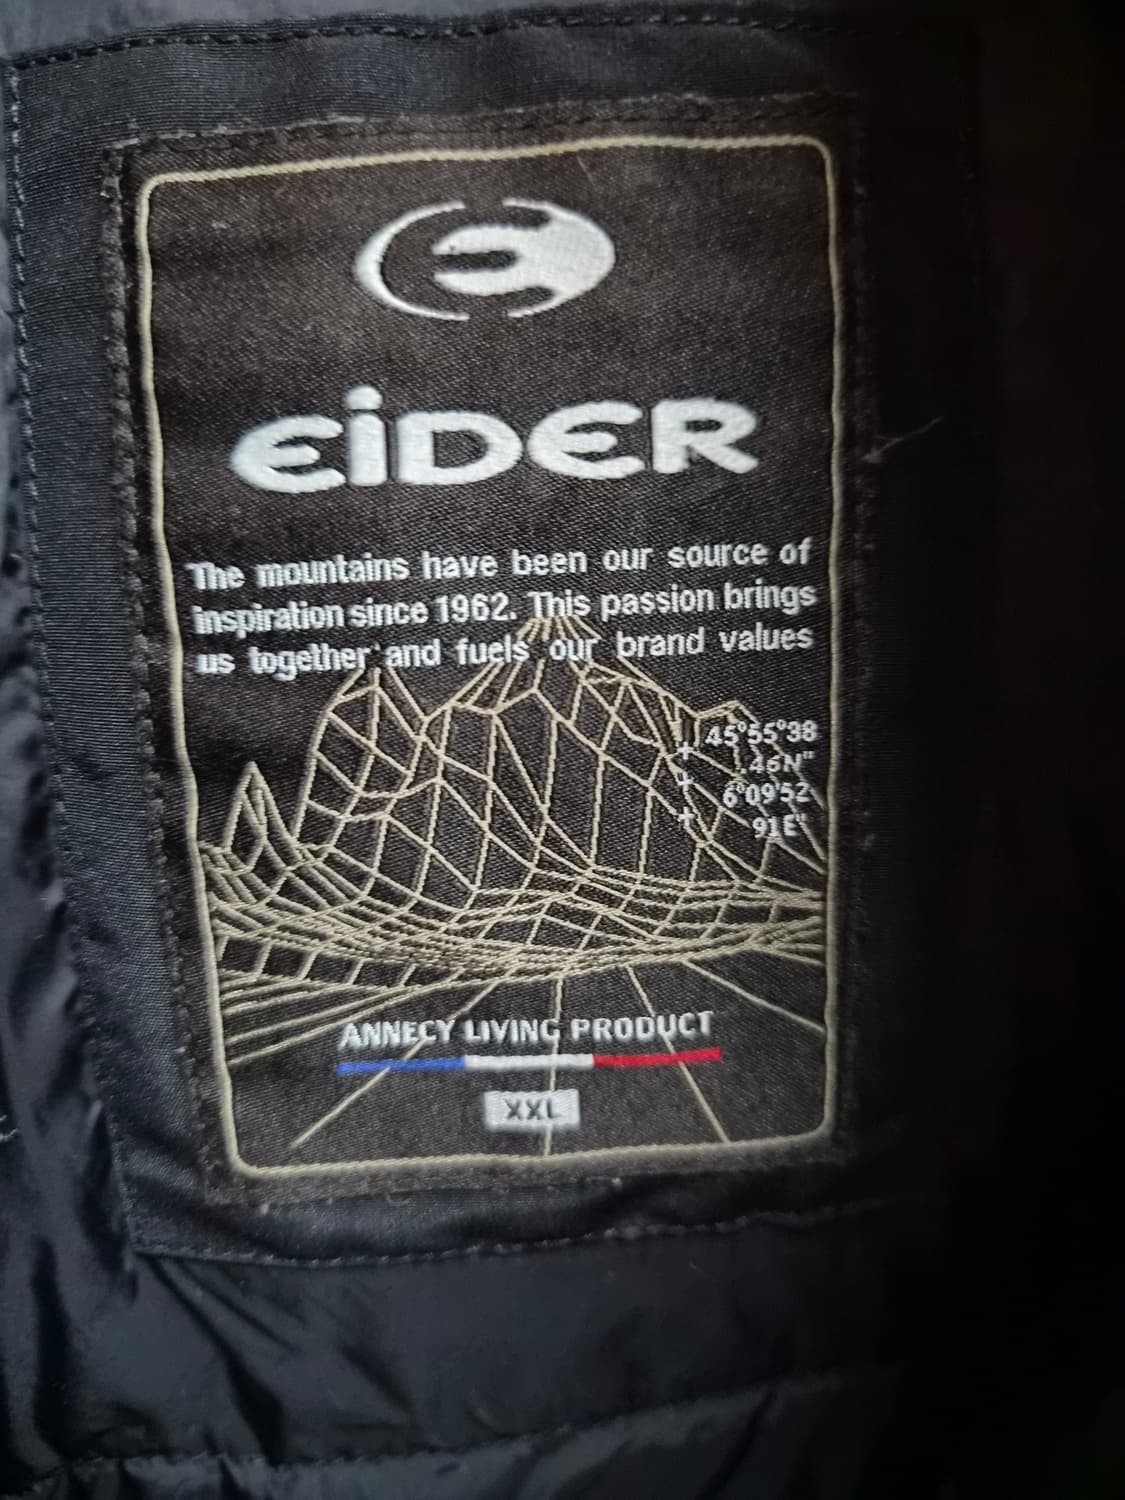 EiDER
The mountains have been our source of
inspiration since 1962. This passion brings
us together and fuels our brand values
45°55°38
.46N"
6°09'52
91E"
ANNECY LIVING PRODUCT
XXL